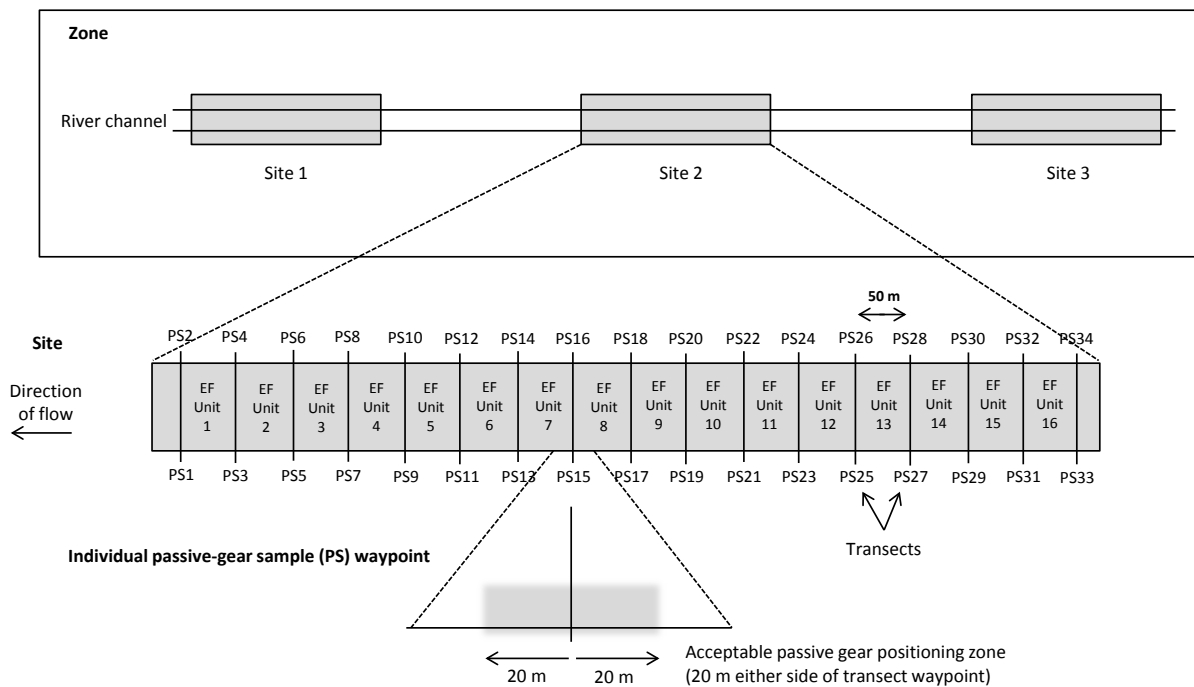 Zone
River channel
Site 1
Site 2
Site 3
50 m
Site
Direction
of flow
PS2 PS4 PS6 PS8 PS10 PS12 PS14 PS16 PS18 PS20 PS22 PS24 PS26 PS28 PS30 PS32 PS34
EF
Unit
1
EF
Unit
2
EF
Unit
3
EF
Unit
4
EF
Unit
5
EF
Unit
6
EF
Unit
7
EF
Unit
8
EF
Unit
9
EF
Unit
10
EF
Unit
11
EF
Unit
12
EF
Unit
13
EF
Unit
14
EF
Unit
15
EF
Unit
16
PS1 PS3 PS5 PS7 PS9 PS11 PS13 PS15 PS17 PS19 PS21 PS23 PS25 PS27 PS29 PS31 PS33
Transects
Individual passive-gear sample (PS) waypoint
20 m
20 m
Acceptable passive gear positioning zone
(20 m either side of transect waypoint)